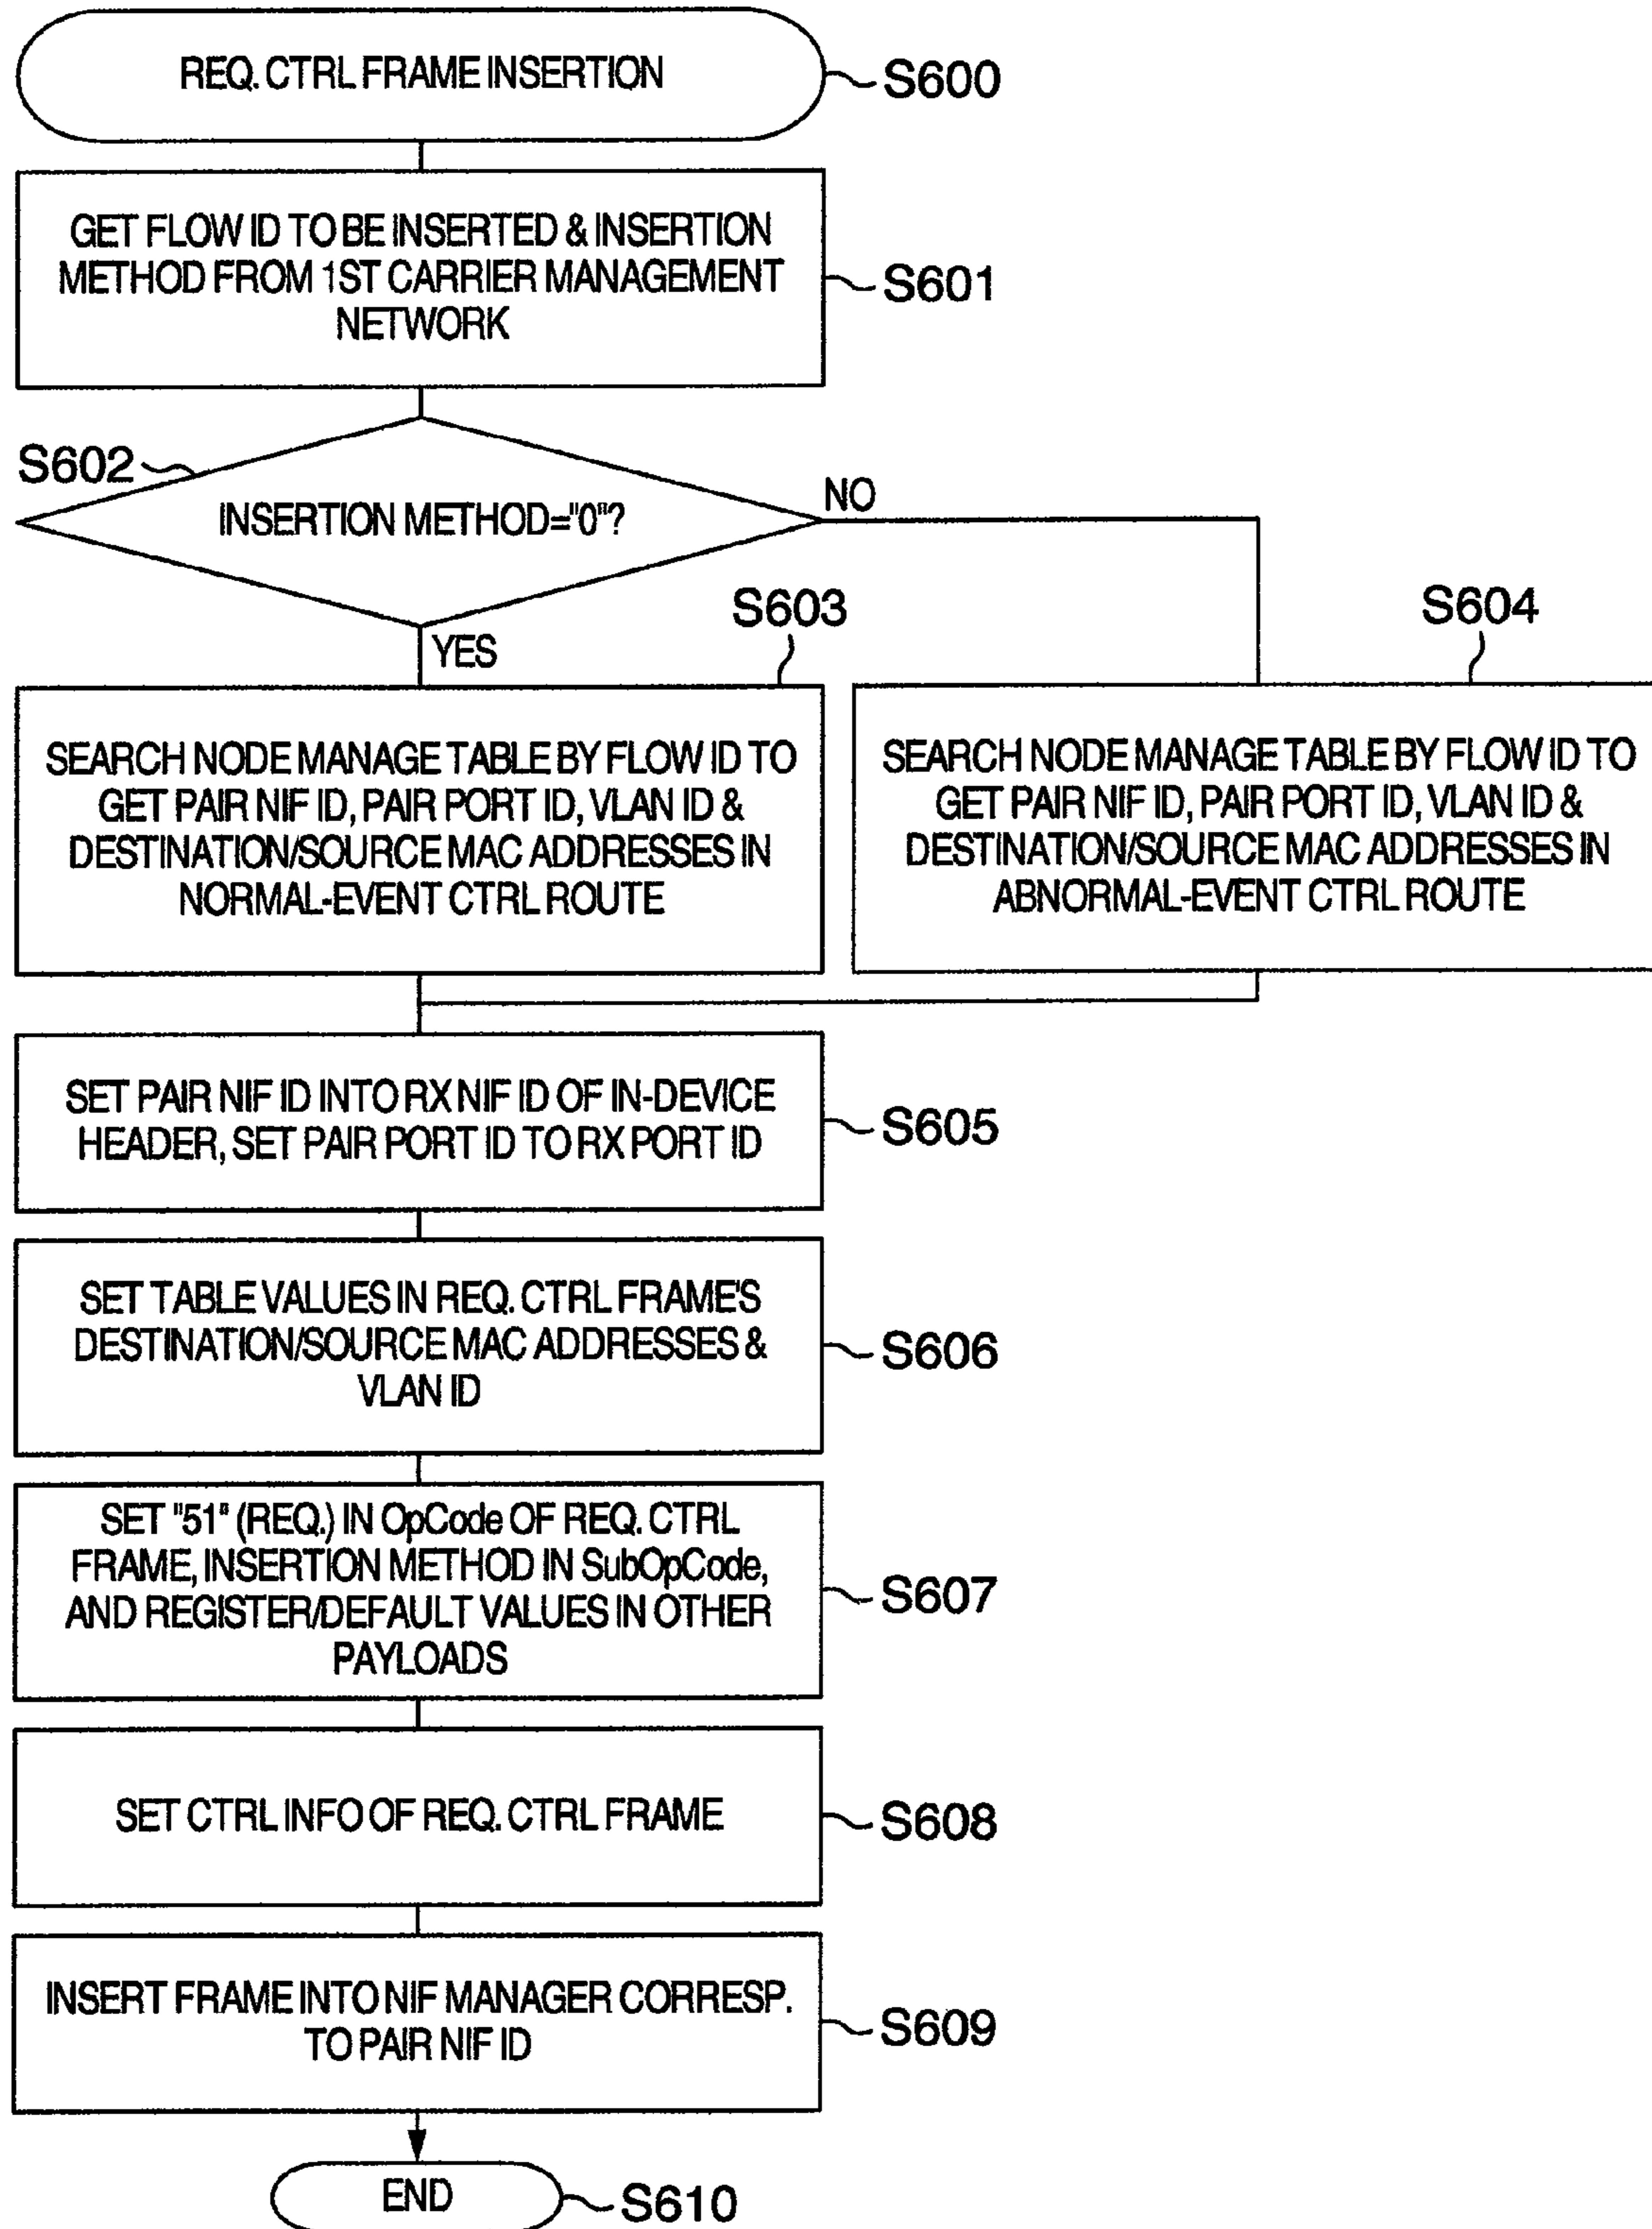 REQ. CTRL FRAME INSERTION
S600
GET FLOW ID TO BE INSERTED & INSERTION
METHOD FROM 1ST CARRIER MANAGEMENT
NETWORK
S601
S602
INSERTION METHOD="0"?
NO
YES
S603
S604
SEARCH NODE MANAGE TABLE BY FLOW ID TO
GET PAIR NIF ID, PAIR PORT ID, VLAN ID &
DESTINATION/SOURCE MAC ADDRESSES IN
NORMAL-EVENT CTRL ROUTE
SEARCH NODE MANAGE TABLE BY FLOW ID TO
GET PAIR NIF ID, PAIR PORT ID, VLAN ID &
DESTINATION/SOURCE MAC ADDRESSES IN
ABNORMAL-EVENT CTRL ROUTE
SET PAIR NIF ID INTO RX NIF ID OF IN-DEVICE
HEADER, SET PAIR PORT ID TO RX PORT ID
S605
SET TABLE VALUES IN REQ. CTRL FRAME'S
DESTINATION/SOURCE MAC ADDRESSES &
VLAN ID
S606
SET "51" (REQ.) IN OpCode OF REQ. CTRL
FRAME, INSERTION METHOD IN SubOpCode,
AND REGISTER/DEFAULT VALUES IN OTHER
PAYLOADS
S607
SET CTRL INFO OF REQ. CTRL FRAME
S608
INSERT FRAME INTO NIF MANAGER CORRESP.
TO PAIR NIF ID
S609
END
S610